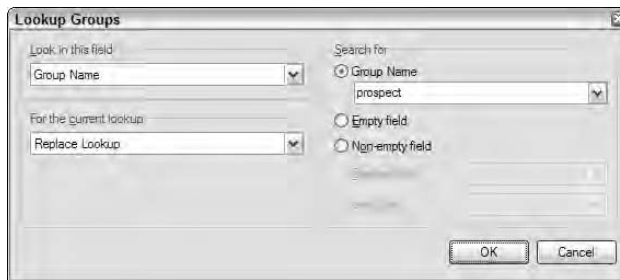 Lookup Groups
Look in this field
Group Name
For the current lookup
Replace Lookup
Search for
Group Name
prospect
Empty field
Non-empty field
OK
Cancel